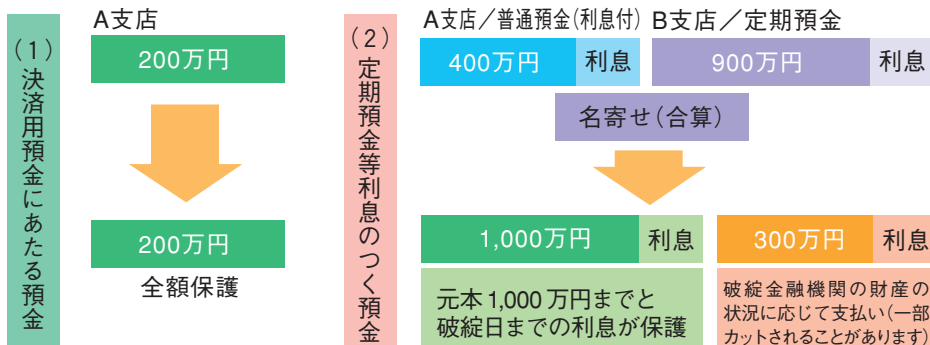 (1)決済用預金にあたる預金
A支店
200万円
200万円
全額保護
(2)定期預金等利息のつく預金
A支店/普通預金(利息付)
B支店/定期預金
400万円
利息
900万円
利息
名寄せ(合算)
1,000万円
利息
300万円
利息
元本1,000万円までと
破綻日までの利息が保護
破綻金融機関の財産の
状況に応じて支払い(一部
カットされることがあります)